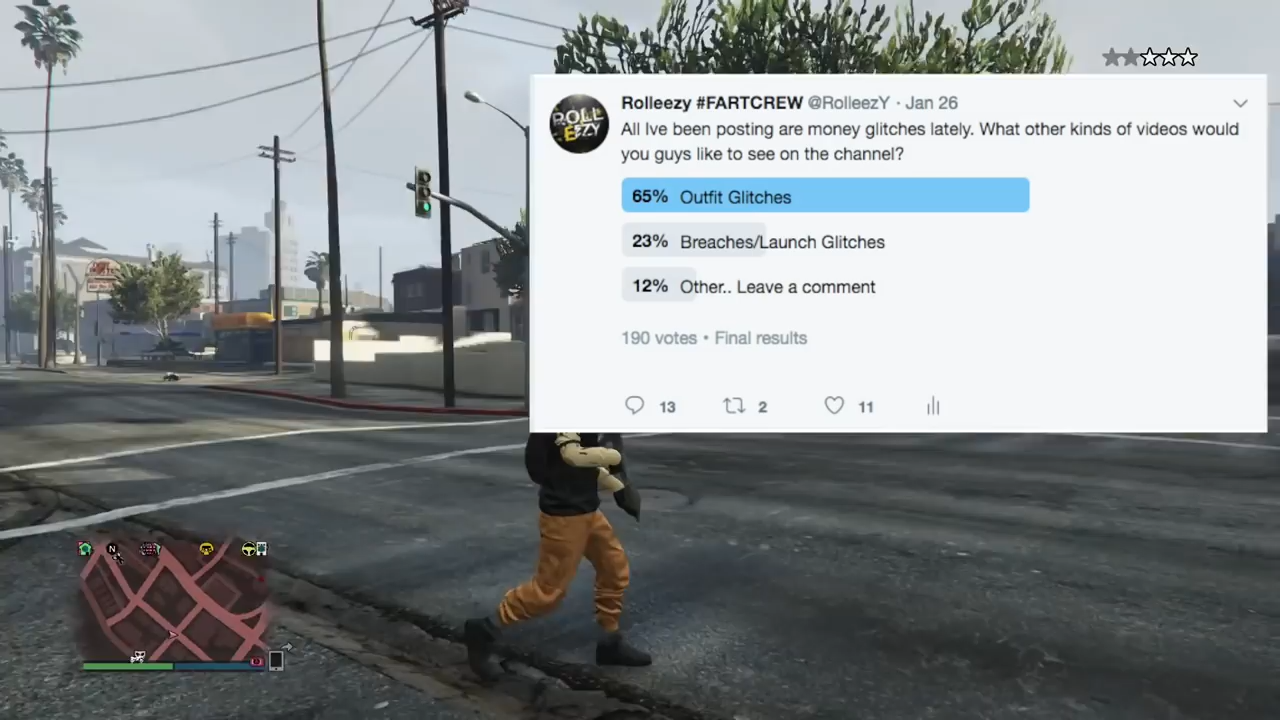 Rolleezy #FARTCREW @RolleezY · Jan 26
All Ive been posting are money glitches lately. What other kinds of videos would
you guys like to see on the channel?
65% Outfit Glitches
23% Breaches/Launch Glitches
12% Other.. Leave a comment
190 votes • Final results
13 2 11
ROLL
EEZY
N